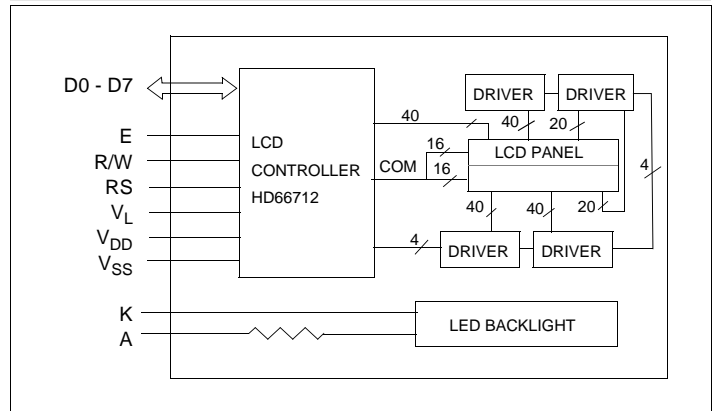 D0 - D7
E
R/W
RS
VL
VDD
VSS
K
A
LCD
CONTROLLER
HD66712
40
COM
16
16
4
DRIVER
DRIVER
40
20
LCD PANEL
4
40
40
20
DRIVER
DRIVER
LED BACKLIGHT